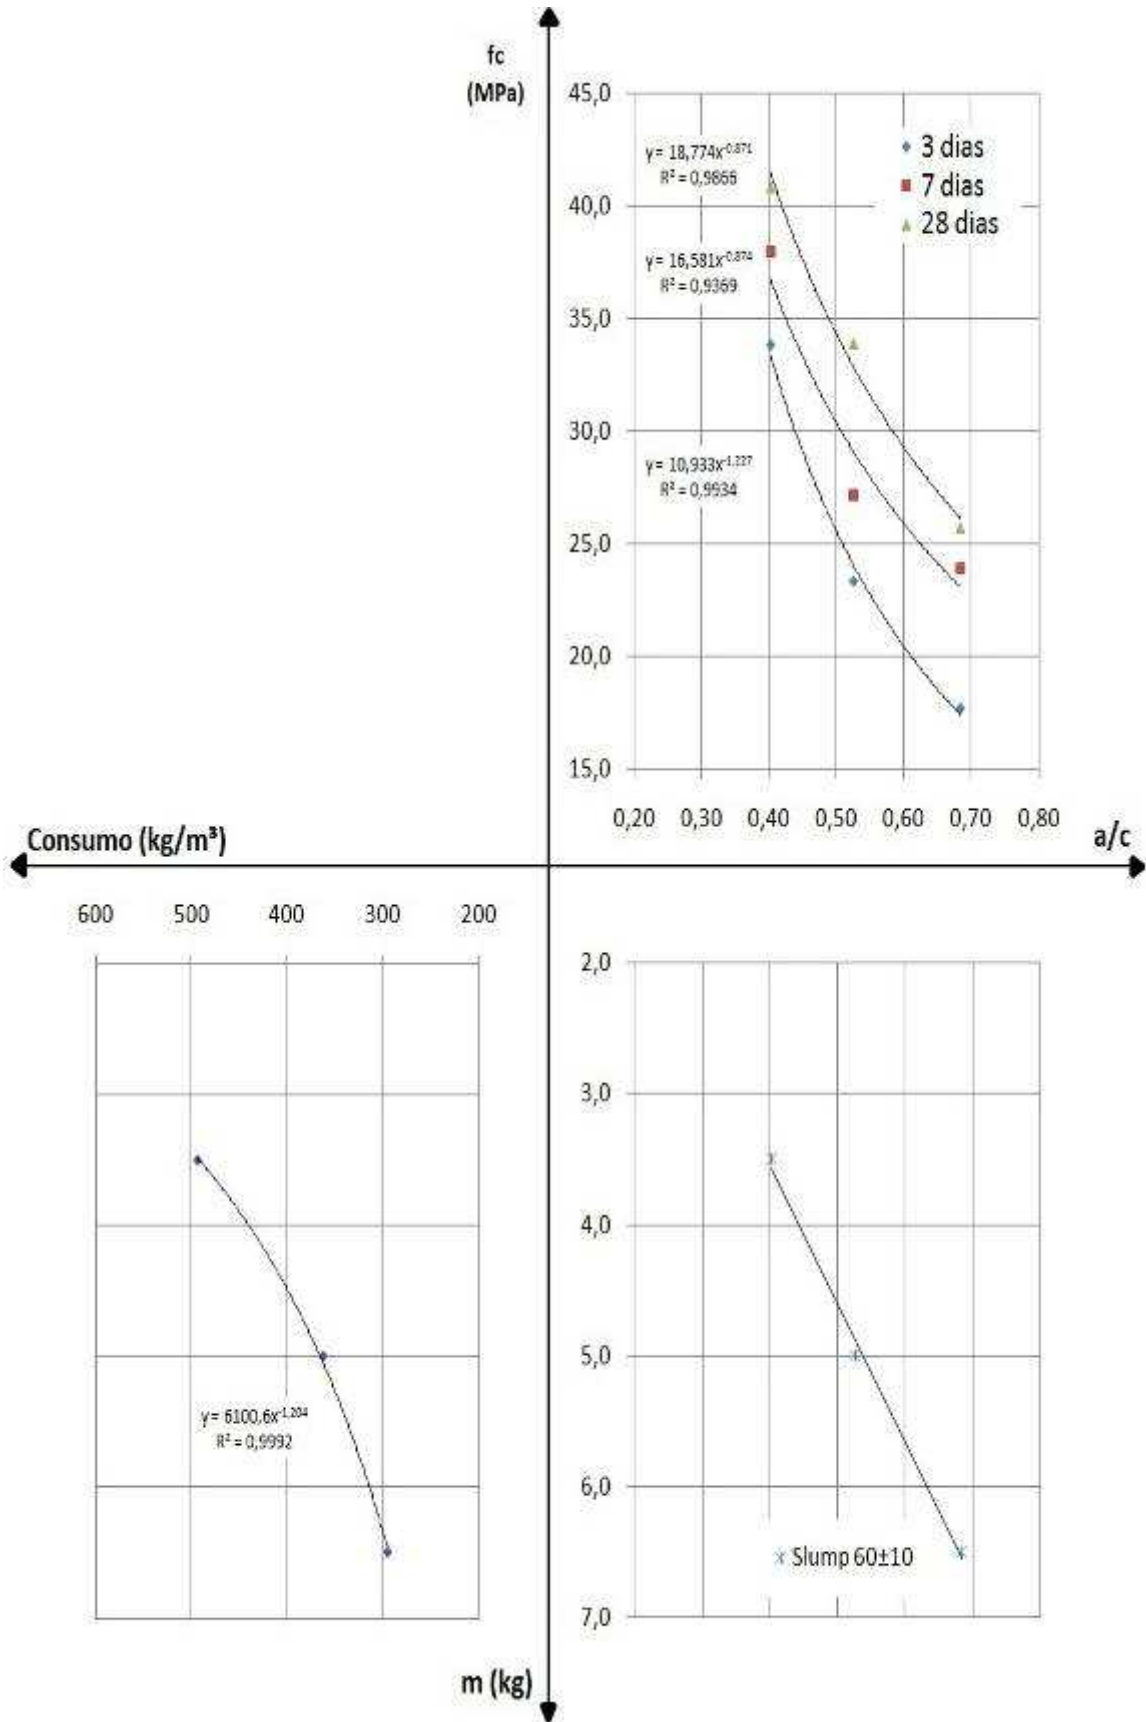 fc
(MPa)
45,0
40,0
35,0
30,0
25,0
20,0
15,0
y = 18,774x⁻⁰·⁸⁷¹
R² = 0,9866
y = 16,581x⁻⁰·⁸⁷⁴
R² = 0,9369
y = 10,933x⁻¹·²²⁷
R² = 0,9934
3 dias
7 dias
28 dias
0,20 0,30 0,40 0,50 0,60 0,70 0,80
a/c
Consumo (kg/m³)
600 500 400 300 200
y = 6100,6x⁻¹·²⁰⁴
R² = 0,9992
2,0
3,0
4,0
5,0
6,0
7,0
Slump 60±10
m (kg)